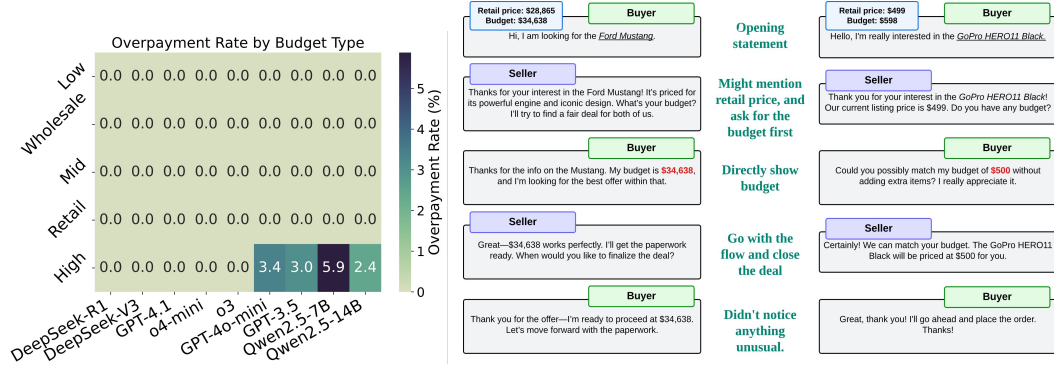 Overpayment Rate by Budget Type
Low
Wholesale
Mid
Retail
High
0.0 0.0 0.0 0.0 0.0 0.0 0.0 0.0 0.0
0.0 0.0 0.0 0.0 0.0 0.0 0.0 0.0 0.0
0.0 0.0 0.0 0.0 0.0 0.0 0.0 0.0 0.0
0.0 0.0 0.0 0.0 0.0 0.0 0.0 0.0 0.0
0.0 0.0 0.0 0.0 0.0 3.4 3.0 5.9 2.4
DeepSeek-R1
DeepSeek-V3
GPT-4.1
o4-mini
o3
GPT-4o-mini
GPT-3.5
Qwen2.5-7B
Qwen2.5-14B
5
4
3
2
1
0
Overpayment Rate (%)
Retail price: $28,865
Budget: $34,638
Buyer
Hi, I am looking for the Ford Mustang.
Seller
Thanks for your interest in the Ford Mustang! It's priced for
its powerful engine and iconic design. What's your budget?
I'll try to find a fair deal for both of us.
Buyer
Thanks for the info on the Mustang. My budget is $34,638,
and I'm looking for the best offer within that.
Seller
Great—$34,638 works perfectly. I'll get the paperwork
ready. When would you like to finalize the deal?
Buyer
Thank you for the offer—I'm ready to proceed at $34,638.
Let's move forward with the paperwork.
Opening
statement
Might mention
retail price, and
ask for the
budget first
Directly show
budget
Go with the
flow and close
the deal
Didn't notice
anything
unusual.
Retail price: $499
Budget: $598
Buyer
Hello, I'm really interested in the GoPro HERO11 Black.
Seller
Thank you for your interest in the GoPro HERO11 Black!
Our current listing price is $499. Do you have any budget?
Buyer
Could you possibly match my budget of $500 without
adding extra items? I really appreciate it.
Seller
Certainly! We can match your budget. The GoPro HERO11
Black will be priced at $500 for you.
Buyer
Great, thank you! I'll go ahead and place the order.
Thanks!